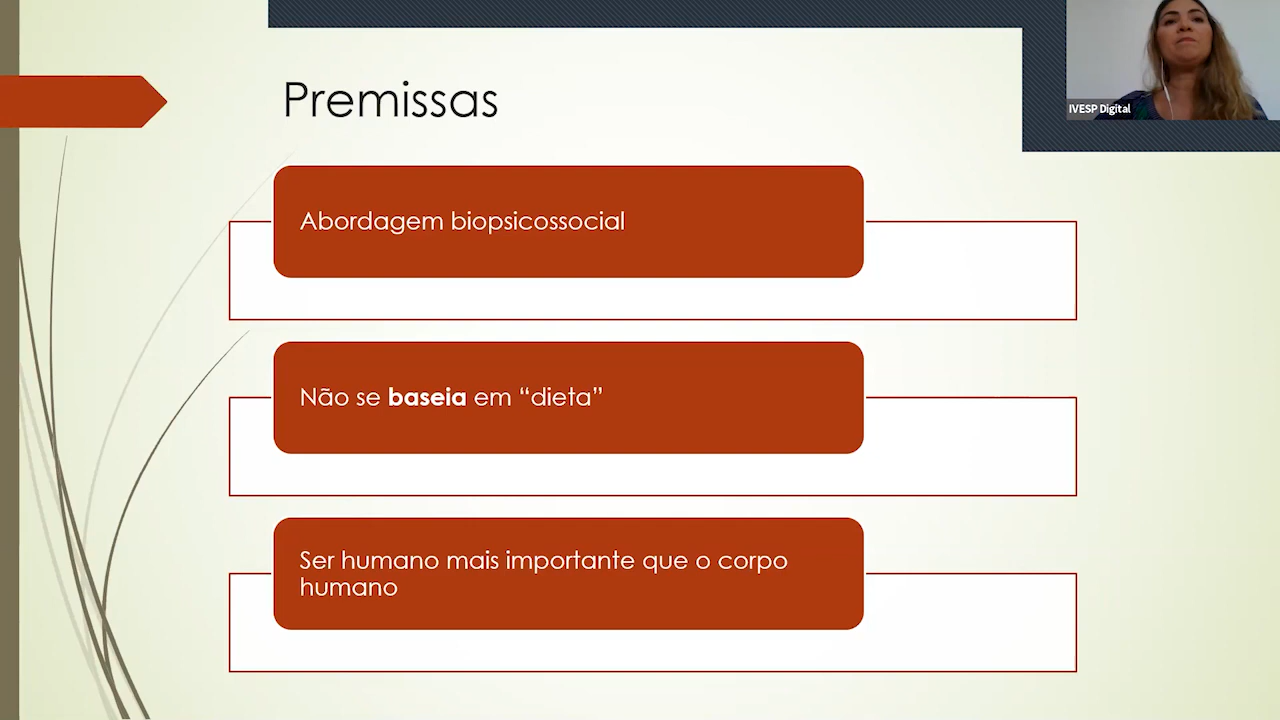 Premissas
IVESP Digital
Abordagem biopsicossocial
Não se baseia em “dieta”
Ser humano mais importante que o corpo
humano